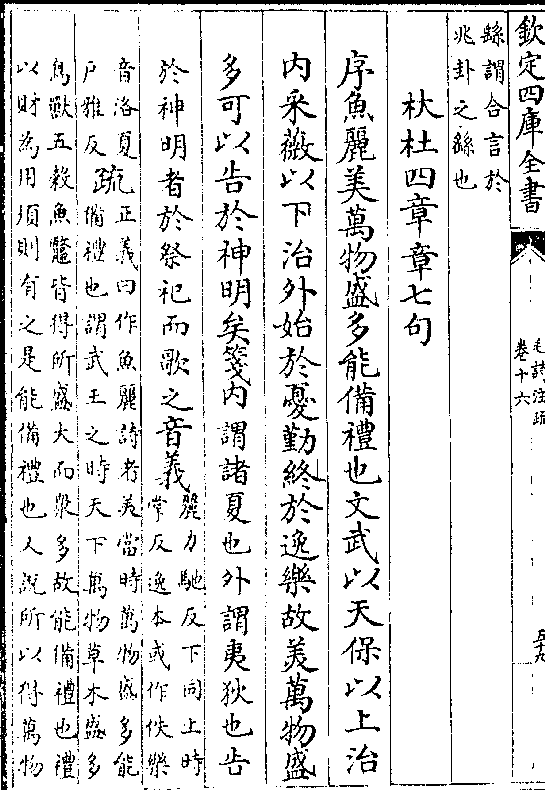 欽定四庫全書
毛詩注疏
卷十六
五十九
繇謂合言於
兆卦之繇也
杕杜四章章七句
序魚麗美萬物盛多能備禮也文武以天保以上治
内采薇以下治外始於憂勤終於逸樂故美萬物盛
多可以告於神明矣箋内謂諸夏也外謂夷狄也告
於神明者於祭祀而歌之音義麗力馳反下同上時
掌反逸本或作佚樂
音洛夏
戸雅反疏正義曰作魚麗詩者美當時萬物盛多能
備禮也謂武王之時天下萬物草木盛多
鳥獸五穀魚鼈皆得所盛大而衆多故能備禮也禮
以財為用須則有之是能備禮也又說所以得萬物